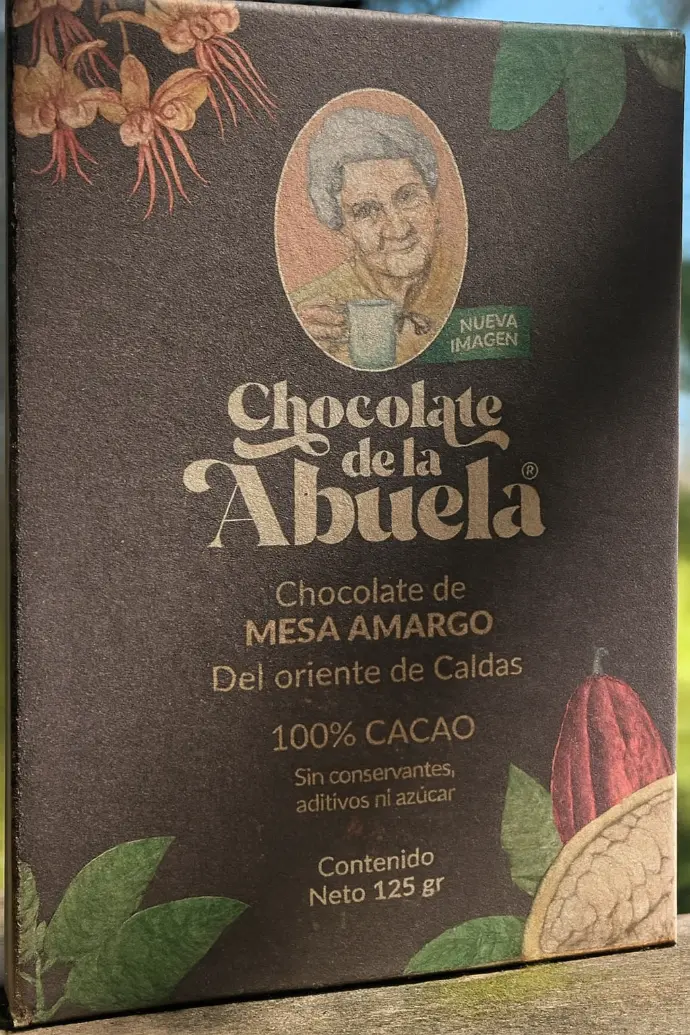 NUEVA
IMAGEN
Chocolate
de la
Abuela®
Chocolate de
MESA AMARGO
Del oriente de Caldas
100% CACAO
Sin conservantes,
aditivos ni azúcar
Contenido
Neto 125 gr